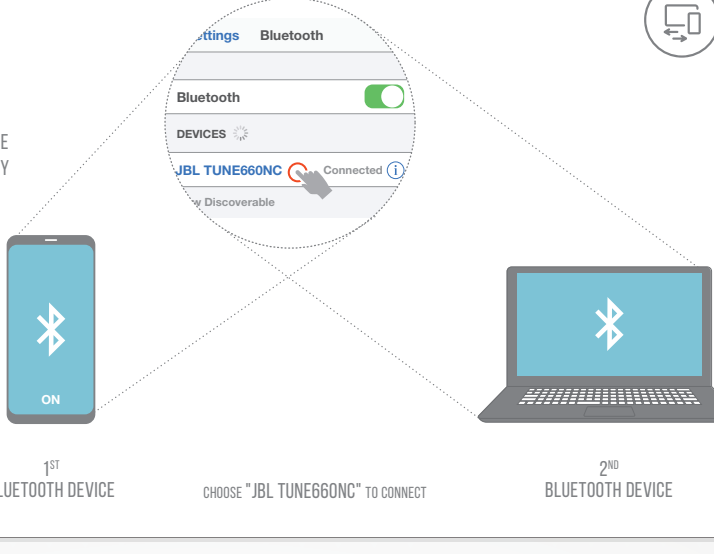 ttings Bluetooth
Bluetooth
DEVICES
E
Y
JBL TUNE660NC Connected i
w Discoverable
ON
1ST
LUETOOTH DEVICE
CHOOSE "JBL TUNE660NC" TO CONNECT
2ND
BLUETOOTH DEVICE